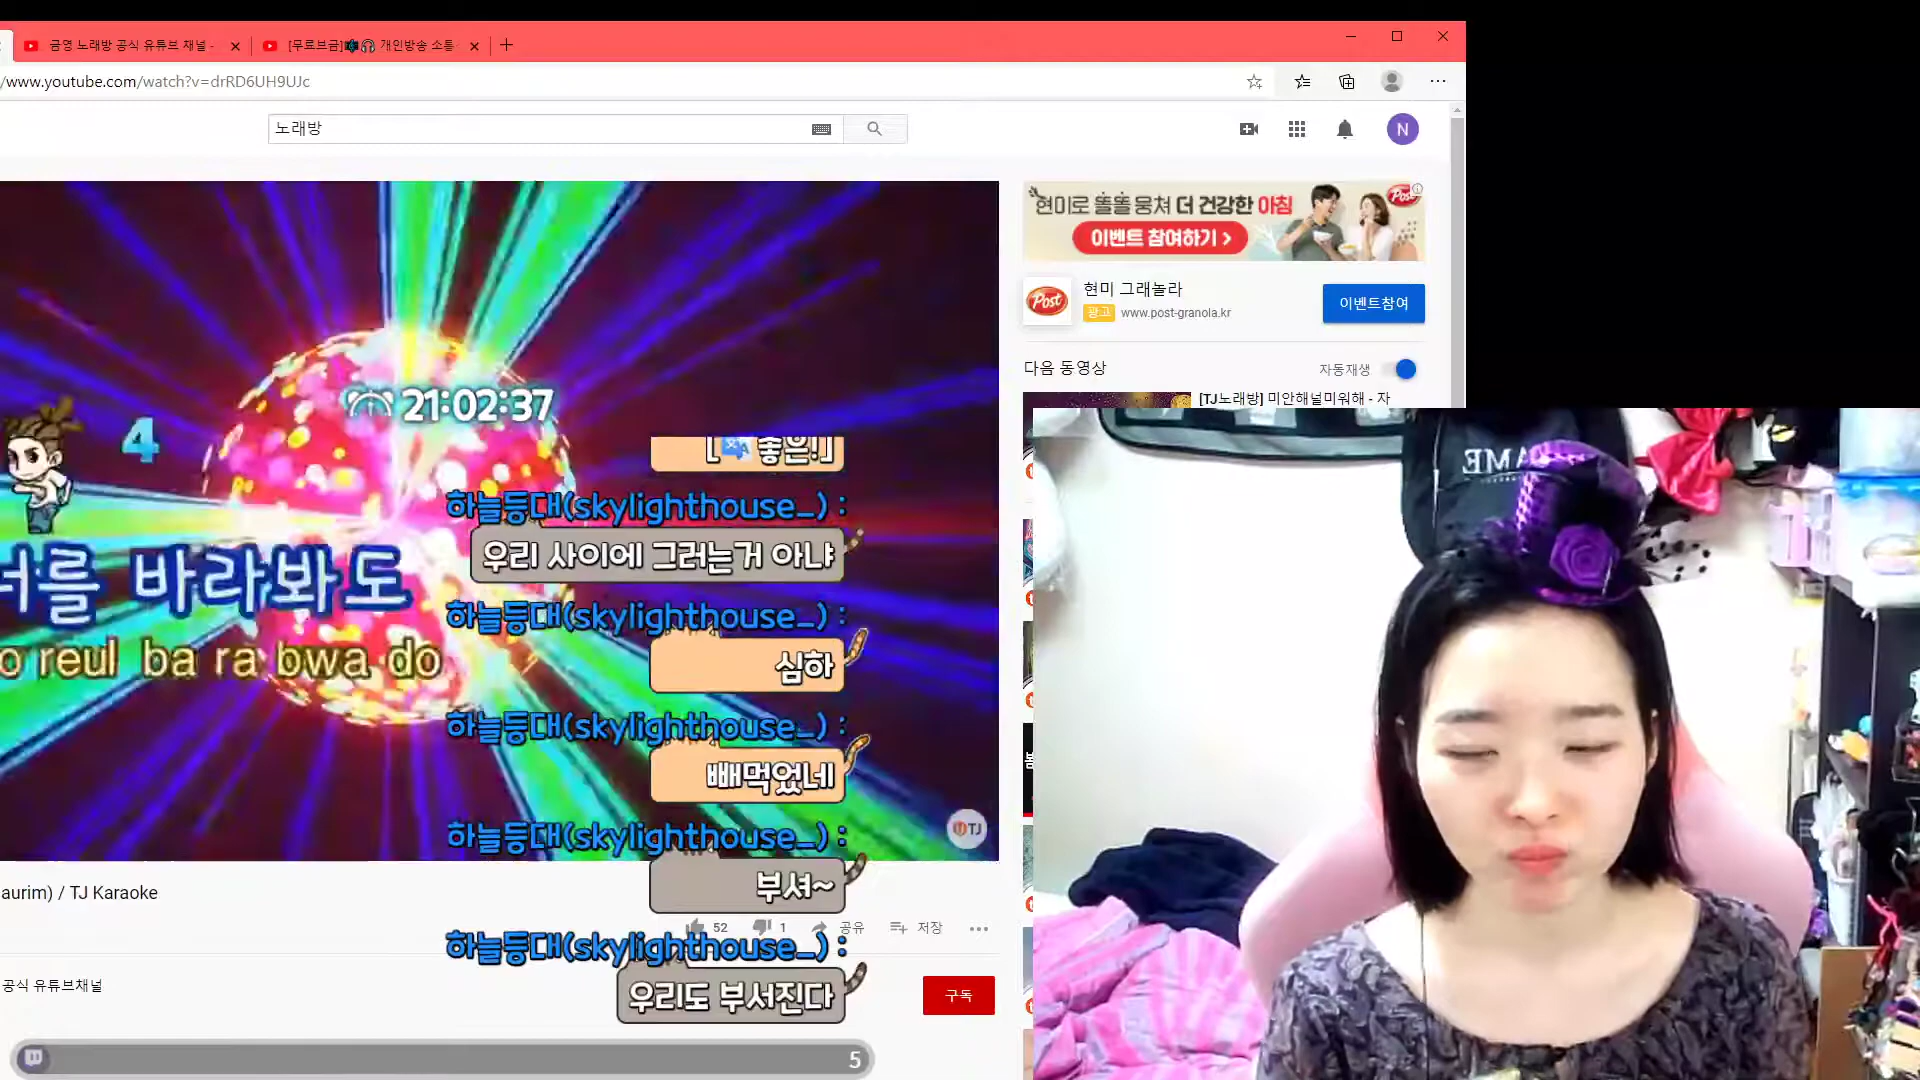 금영 노래방 공식 유튜브 채널 -
[무료브금] 개인방송 소통
/www.youtube.com/watch?v=drRD6UH9UJc
노래방
N
현미로 똘똘 뭉쳐 더 건강한 아침
이벤트 참여하기 >
Post
현미 그래놀라
Post
광고 www.post-granola.kr
이벤트참여
다음 동영상
자동재생
[TJ노래방] 미안해널미워해 - 자
4
21:02:37
[ 좋은!]
하늘등대(skylighthouse_) :
우리 사이에 그러는거 아냐
너를 바라봐도
o reul ba ra bwa do
하늘등대(skylighthouse_) :
심하
하늘등대(skylighthouse_) :
빼먹었네
하늘등대(skylighthouse_) :
부셔~
TJ
aurim) / TJ Karaoke
52
1
공유
저장
하늘등대(skylighthouse_) :
우리도 부서진다
공식 유튜브채널
구독
5